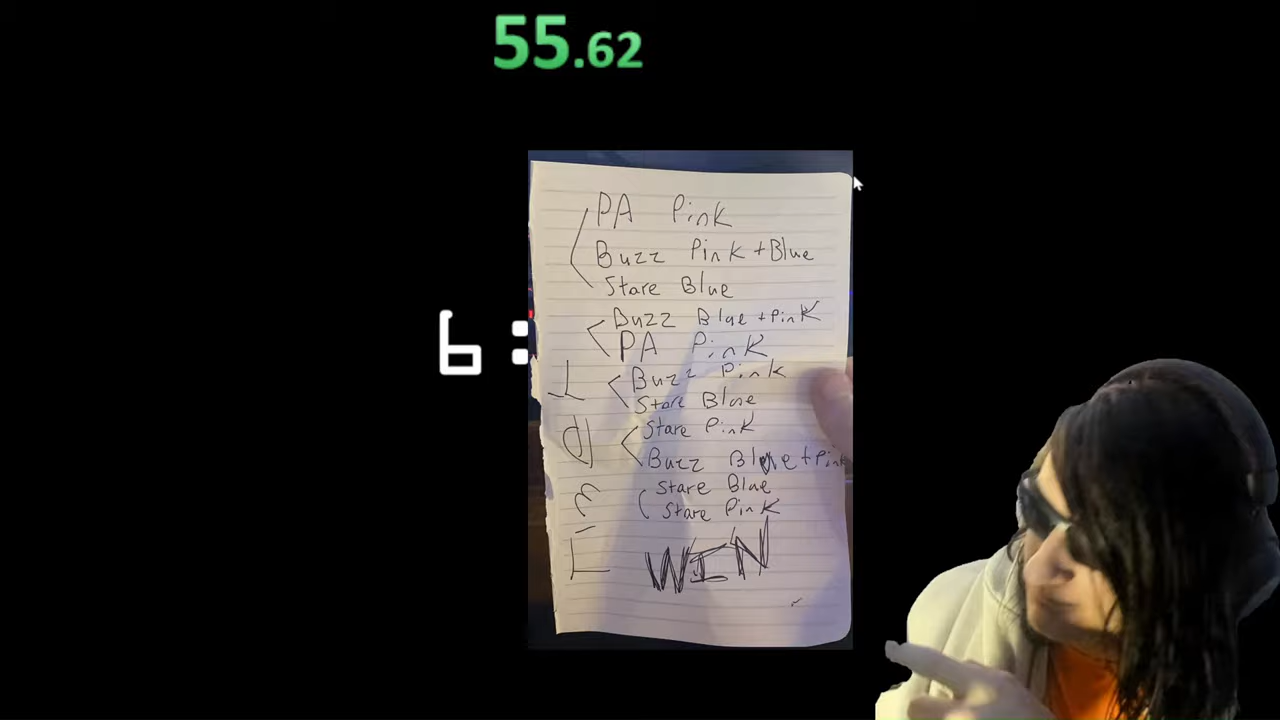 55.62
6:
PA Pink
Buzz Pink + Blue
Stare Blue
Buzz Blue + Pink
PA Pink
Buzz Pink
Stare Blue
Stare Pink
Buzz Blue + Pink
Stare Blue
Stare Pink
WIN